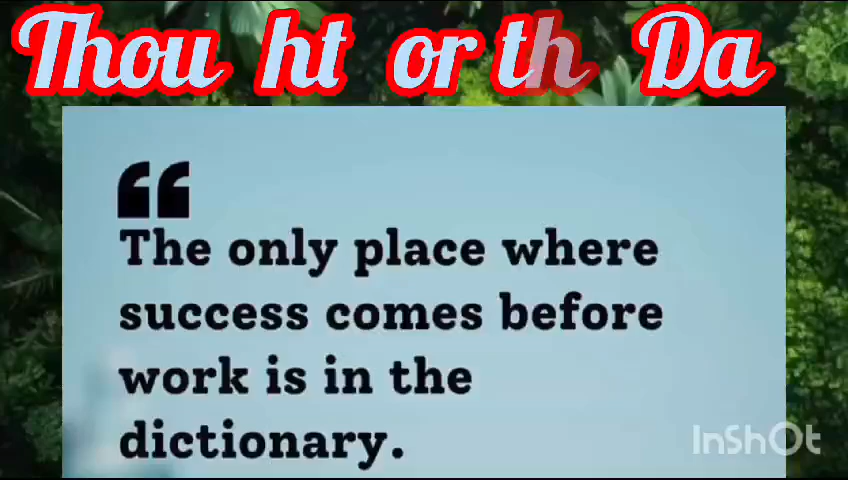 Thou ht or th Da
“
The only place where
success comes before
work is in the
dictionary.
InShOt